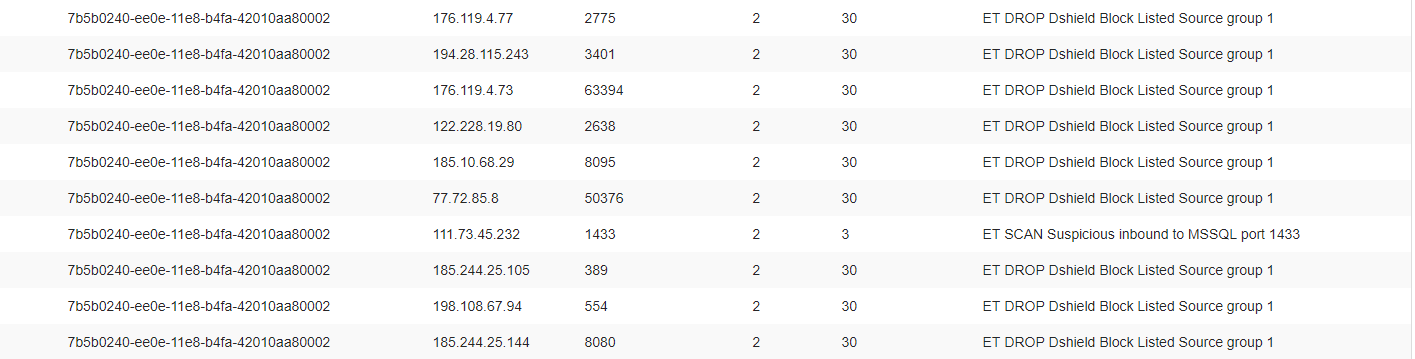 7b5b0240-ee0e-11e8-b4fa-42010aa80002 176.119.4.77 2775 2 30 ET DROP Dshield Block Listed Source group 1
7b5b0240-ee0e-11e8-b4fa-42010aa80002 194.28.115.243 3401 2 30 ET DROP Dshield Block Listed Source group 1
7b5b0240-ee0e-11e8-b4fa-42010aa80002 176.119.4.73 63394 2 30 ET DROP Dshield Block Listed Source group 1
7b5b0240-ee0e-11e8-b4fa-42010aa80002 122.228.19.80 2638 2 30 ET DROP Dshield Block Listed Source group 1
7b5b0240-ee0e-11e8-b4fa-42010aa80002 185.10.68.29 8095 2 30 ET DROP Dshield Block Listed Source group 1
7b5b0240-ee0e-11e8-b4fa-42010aa80002 77.72.85.8 50376 2 30 ET DROP Dshield Block Listed Source group 1
7b5b0240-ee0e-11e8-b4fa-42010aa80002 111.73.45.232 1433 2 3 ET SCAN Suspicious inbound to MSSQL port 1433
7b5b0240-ee0e-11e8-b4fa-42010aa80002 185.244.25.105 389 2 30 ET DROP Dshield Block Listed Source group 1
7b5b0240-ee0e-11e8-b4fa-42010aa80002 198.108.67.94 554 2 30 ET DROP Dshield Block Listed Source group 1
7b5b0240-ee0e-11e8-b4fa-42010aa80002 185.244.25.144 8080 2 30 ET DROP Dshield Block Listed Source group 1